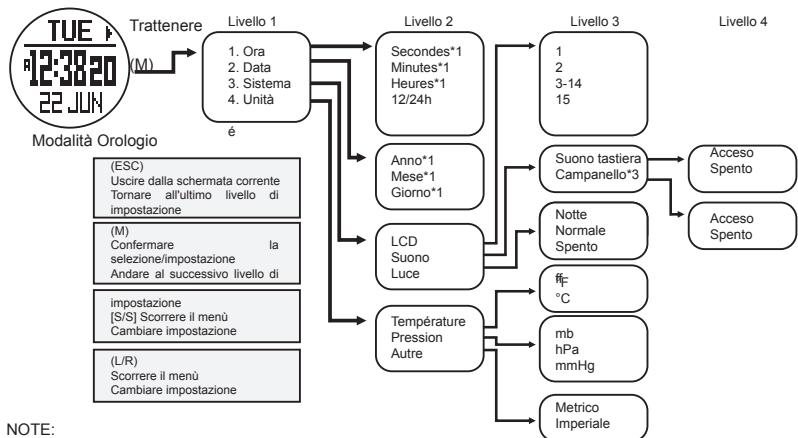 TUE
A12:38 20
22 JUN
Modalità Orologio
Trattenere
(M)
Livello 1
1. Ora
2. Data
3. Sistema
4. Unità
é
Livello 2
Secondes*1
Minutes*1
Heures*1
12/24h
Anno*1
Mese*1
Giorno*1
LCD
Suono
Luce
Température
Pression
Autre
Livello 3
1
2
3-14
15
Suono tastiera
Campanello*3
Notte
Normale
Spento
°C
mb
hPa
mmHg
Metrico
Imperiale
Livello 4
Acceso
Spento
Acceso
Spento
(ESC)
Uscire dalla schermata corrente
Tornare all'ultimo livello di
impostazione
(M)
Confermare la
selezione/impostazione
Andare al successivo livello di
impostazione
[S/S] Scorrere il menù
Cambiare impostazione
(L/R)
Scorrere il menù
Cambiare impostazione
NOTE: